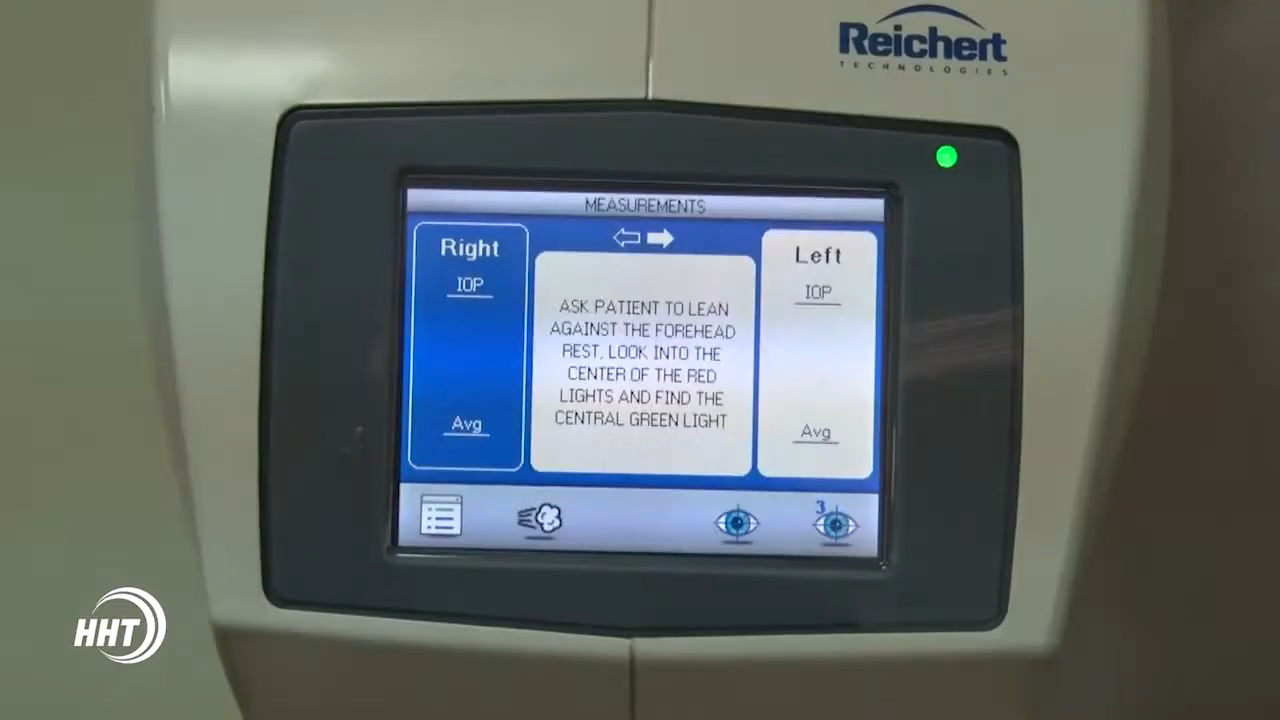 Reichert
TECHNOLOGIES
MEASUREMENTS
Right
IOP
Avg
ASK PATIENT TO LEAN
AGAINST THE FOREHEAD
REST, LOOK INTO THE
CENTER OF THE RED
LIGHTS AND FIND THE
CENTRAL GREEN LIGHT
Left
IOP
Avg
3
HHT